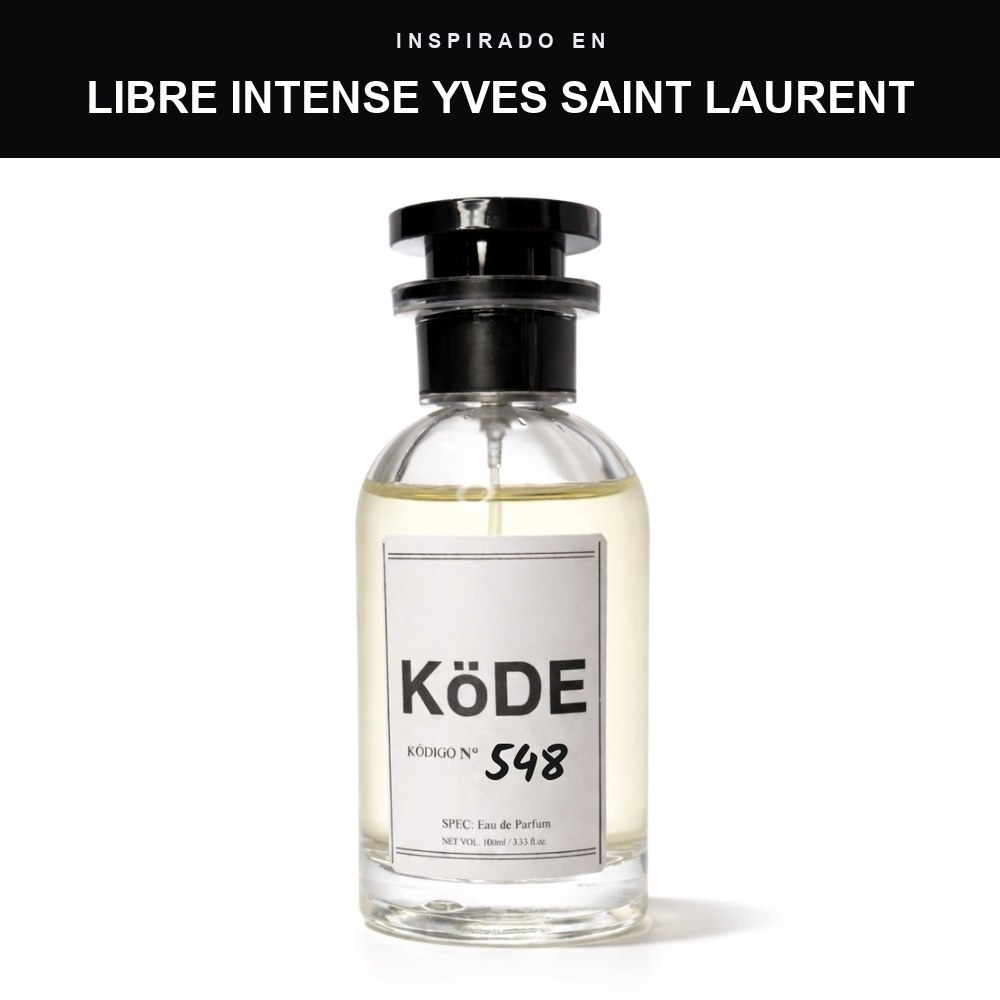 INSPIRADO EN
LIBRE INTENSE YVES SAINT LAURENT
KöDE
KÓDIGO Nº 548
SPEC: Eau de Parfum
NET VOL: 100ml / 3.33 fl oz.